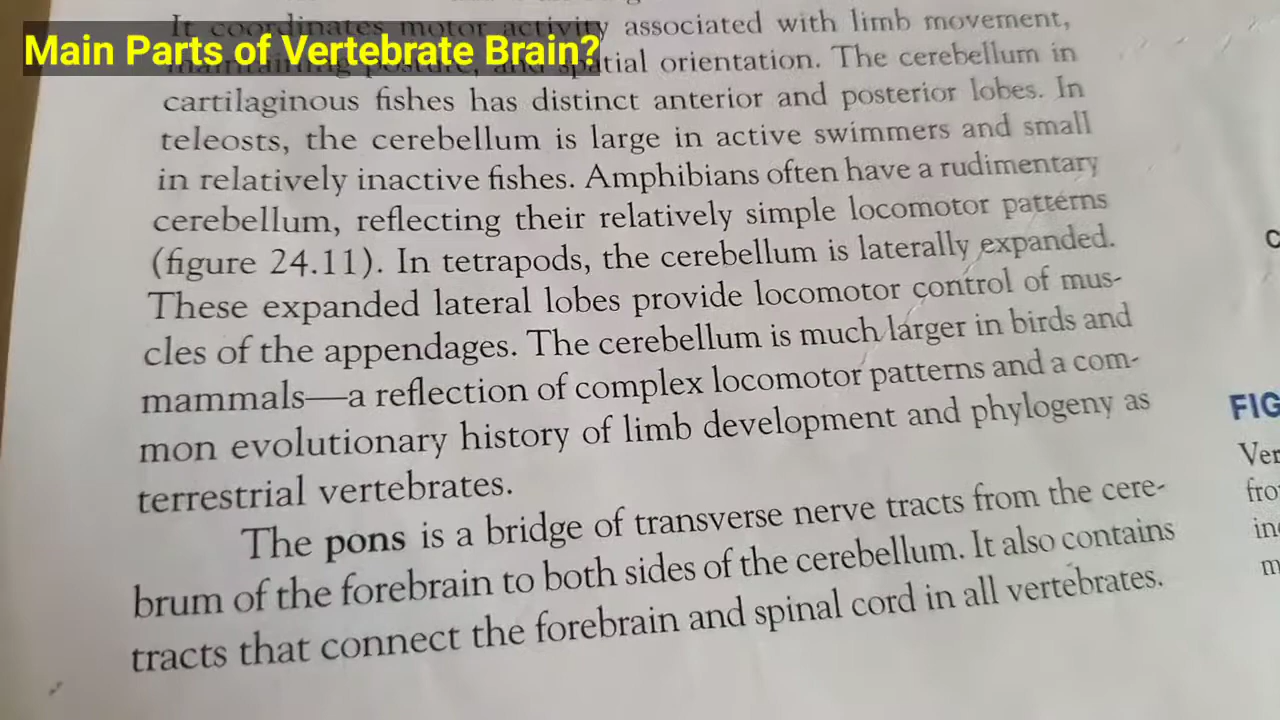 Main Parts of Vertebrate Brain?
It coordinates motor activity associated with limb movement,
maintaining posture, and spatial orientation. The cerebellum in
cartilaginous fishes has distinct anterior and posterior lobes. In
teleosts, the cerebellum is large in active swimmers and small
in relatively inactive fishes. Amphibians often have a rudimentary
cerebellum, reflecting their relatively simple locomotor patterns
(figure 24.11). In tetrapods, the cerebellum is laterally expanded.
These expanded lateral lobes provide locomotor control of mus-
cles of the appendages. The cerebellum is much larger in birds and
mammals—a reflection of complex locomotor patterns and a com-
mon evolutionary history of limb development and phylogeny as
terrestrial vertebrates.
The pons is a bridge of transverse nerve tracts from the cere-
brum of the forebrain to both sides of the cerebellum. It also contains
tracts that connect the forebrain and spinal cord in all vertebrates.
FIG
Ver
fro